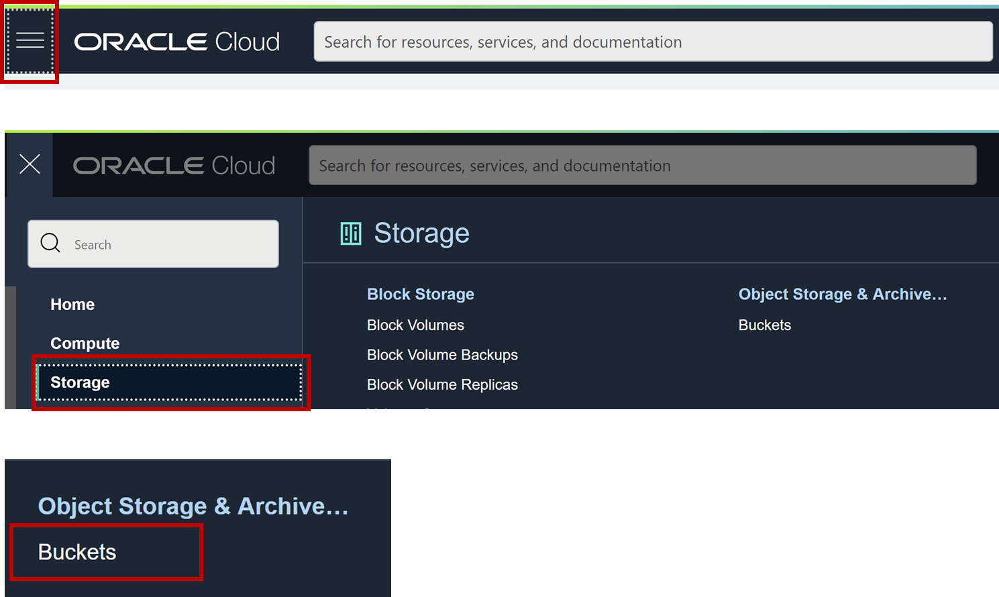 ORACLE Cloud
Search for resources, services, and documentation
ORACLE Cloud
Search for resources, services, and documentation
Search
Storage
Home
Compute
Storage
Block Storage
Block Volumes
Block Volume Backups
Block Volume Replicas
Object Storage & Archive...
Buckets
Object Storage & Archive...
Buckets